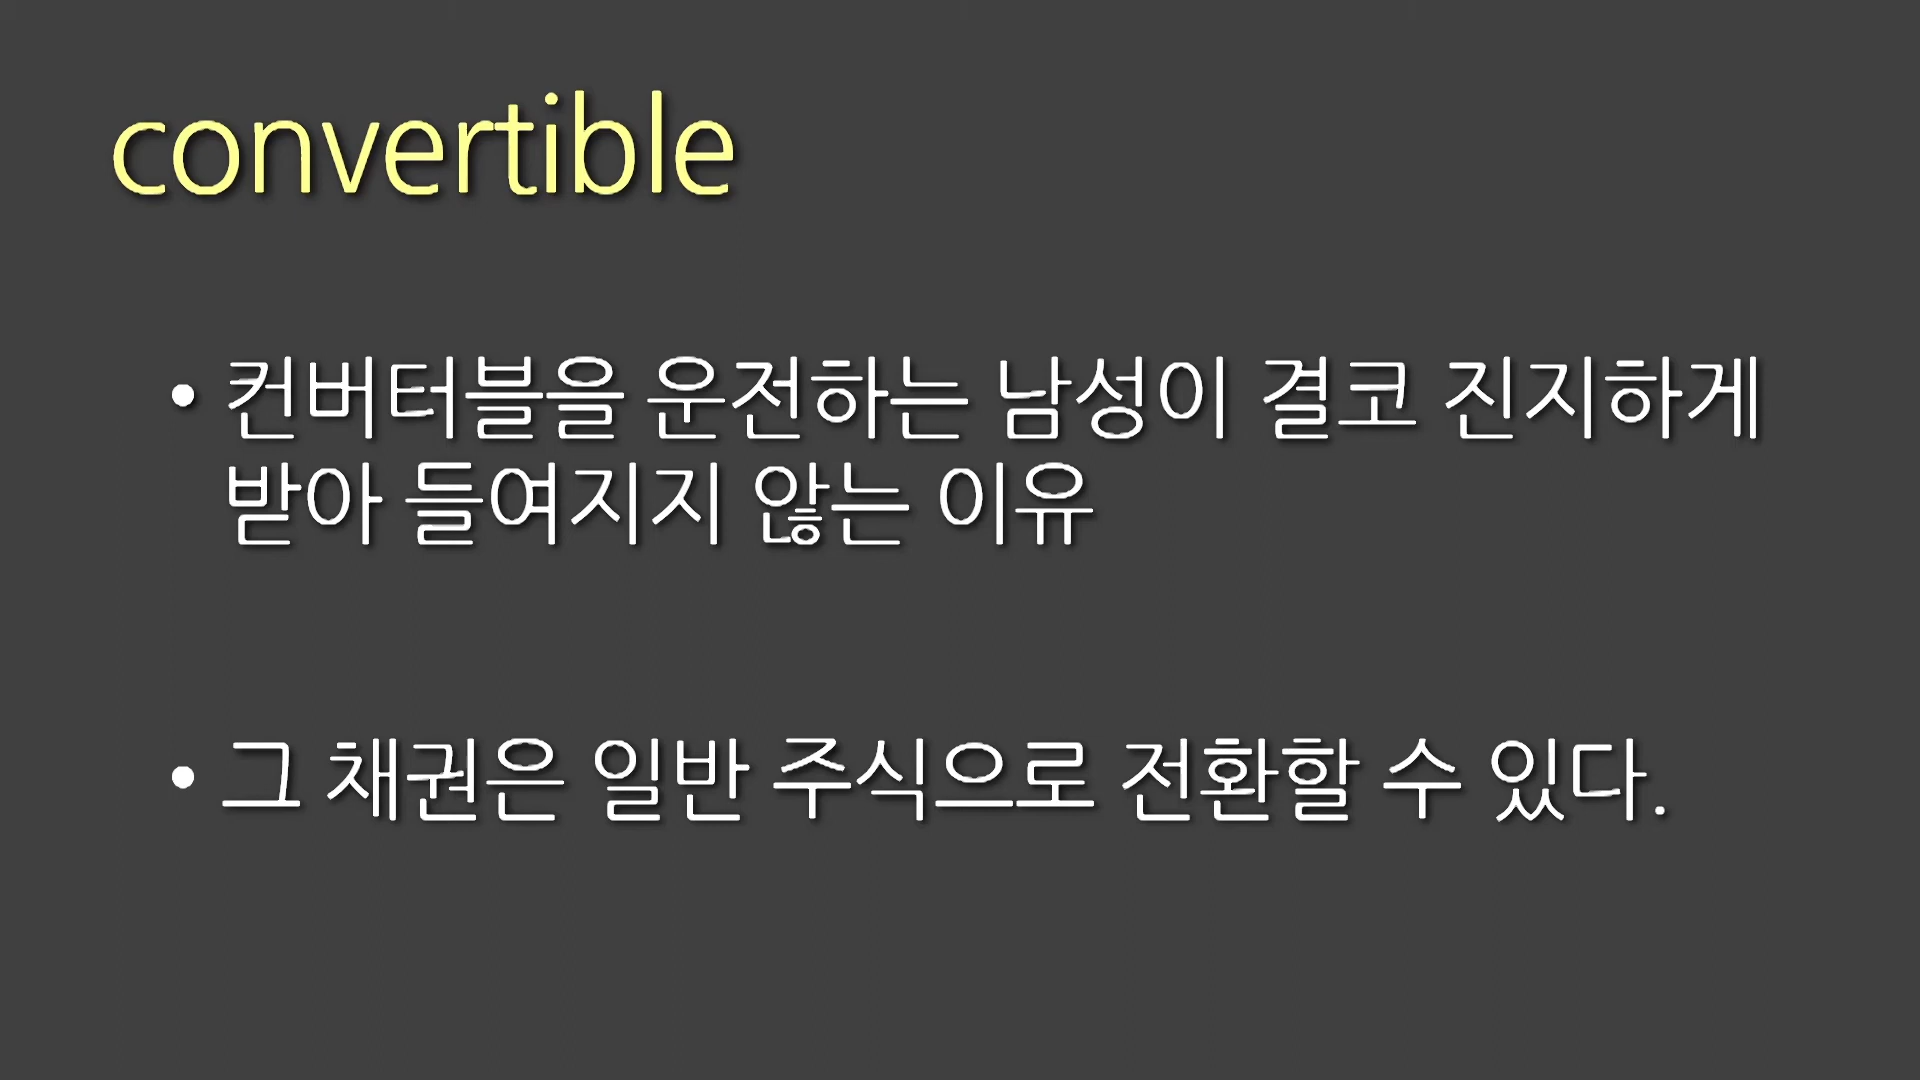 convertible
• 컨버터블을 운전하는 남성이 결코 진지하게
받아 들여지지 않는 이유
• 그 채권은 일반 주식으로 전환할 수 있다.